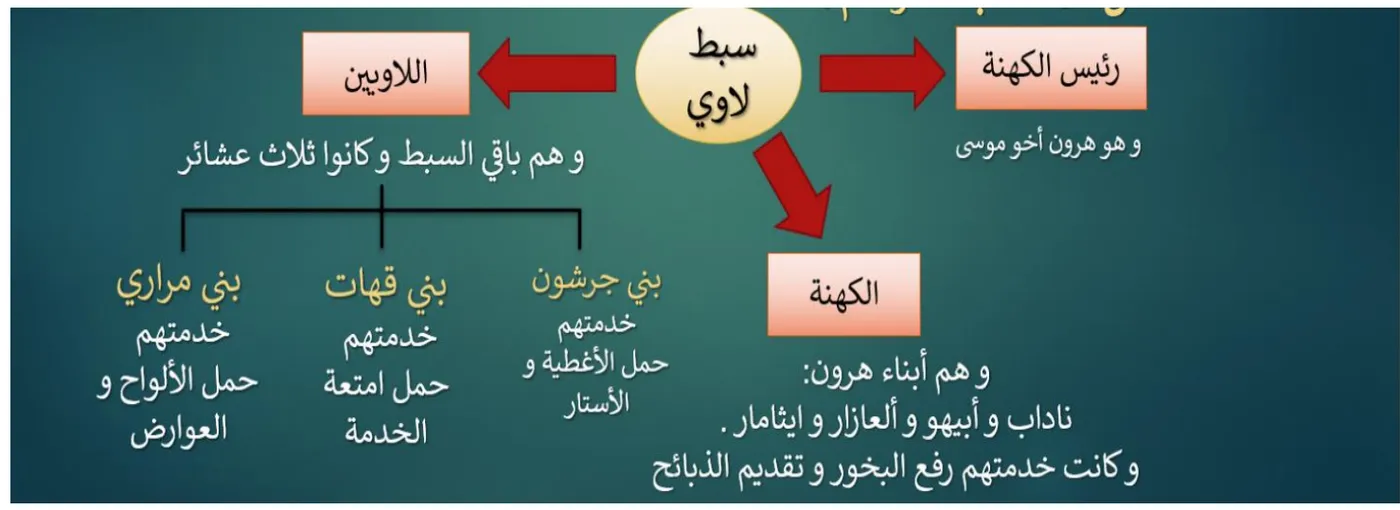 سبط
لاوي
رئيس الكهنة
و هو هرون أخو موسى
الكهنة
و هم أبناء هرون:
ناداب و أبيهو و ألعازار و ايثامار .
و كانت خدمتهم رفع البخور و تقديم الذبائح
اللاويين
و هم باقي السبط و كانوا ثلاث عشائر
بني جرشون
خدمتهم
حمل الأغطية و
الأستار
بني قهات
خدمتهم
حمل امتعة
الخدمة
بني مراري
خدمتهم
حمل الألواح و
العوارض